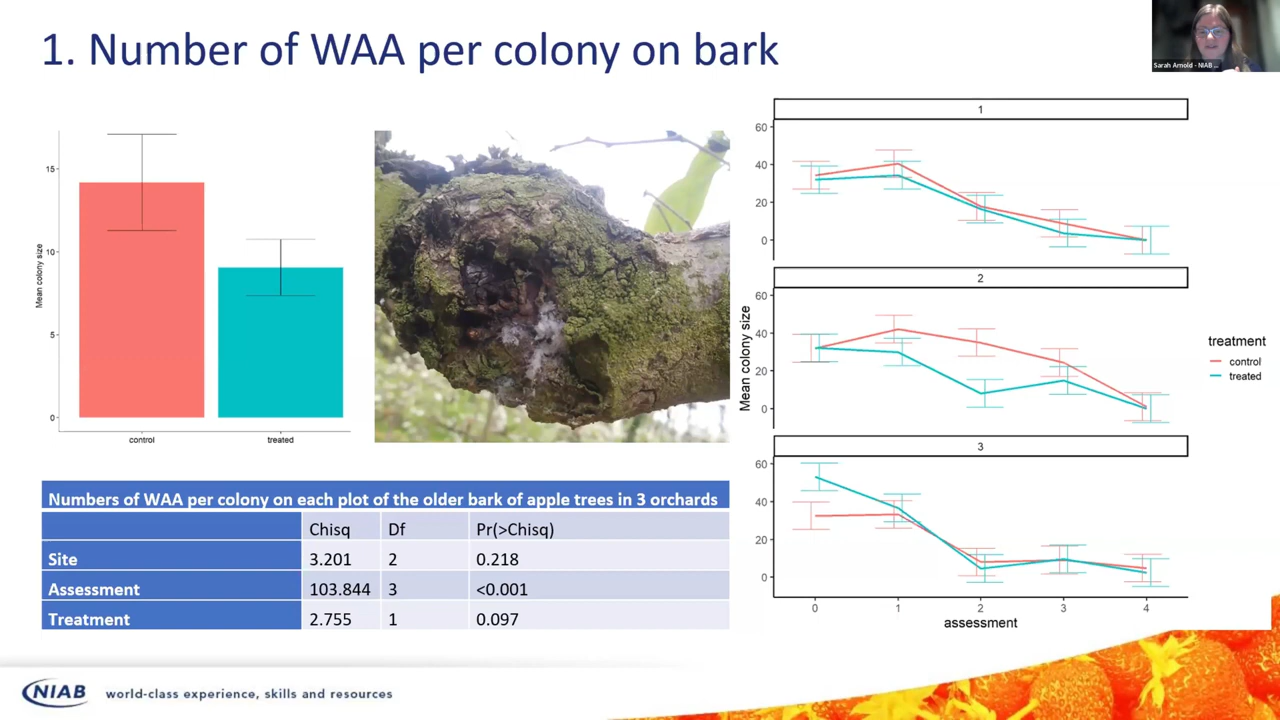 1. Number of WAA per colony on bark
Sarah Arnold - NIAB ...
Mean colony size
15
10
5
0
control
treated
Numbers of WAA per colony on each plot of the older bark of apple trees in 3 orchards
Chisq Df Pr(>Chisq)
Site 3.201 2 0.218
Assessment 103.844 3 <0.001
Treatment 2.755 1 0.097
Mean colony size
1
60
40
20
0
2
60
40
20
0
3
60
40
20
0
0 1 2 3 4
assessment
treatment
control
treated
NIAB
world-class experience, skills and resources